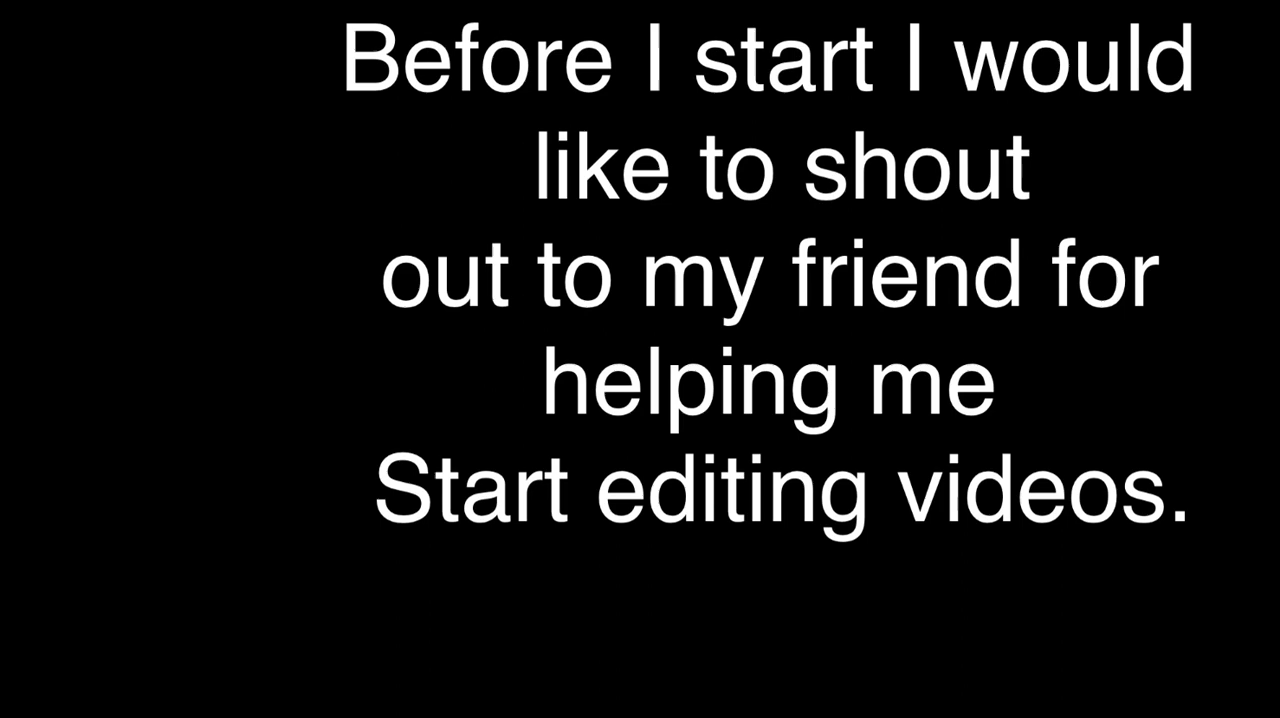 Before I start I would
like to shout
out to my friend for
helping me
Start editing videos.